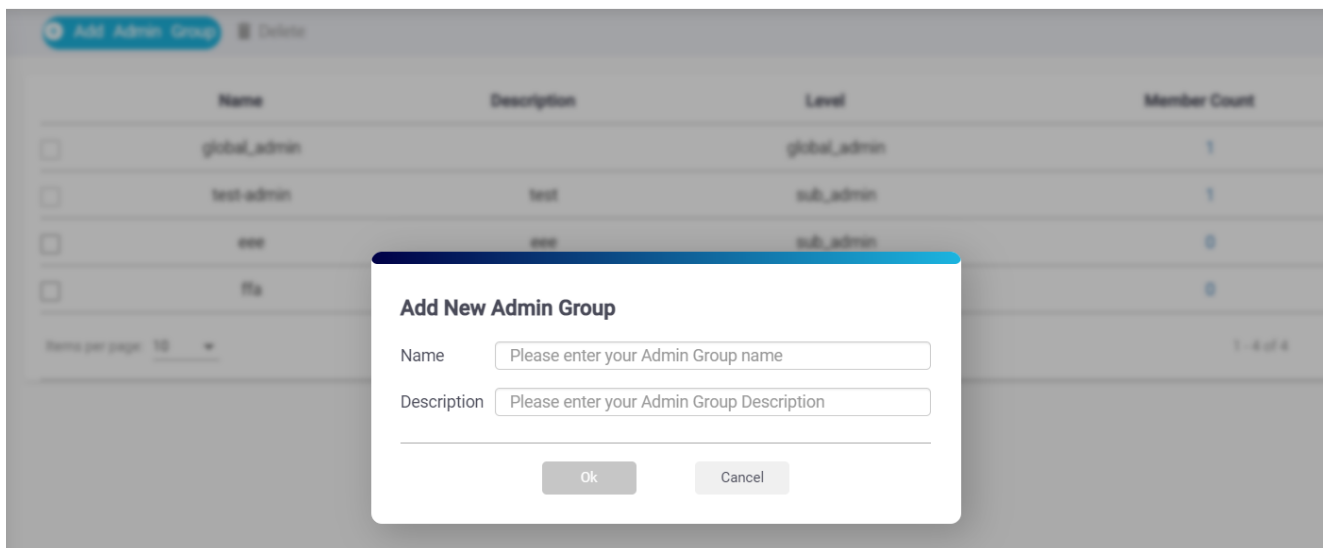 Add Admin Group Delete
Name Description Level Member Count
global_admin global_admin 1
test-admin test sub_admin 1
eee eee sub_admin 0
ffa 0
Items per page: 10 1 - 4 of 4
Add New Admin Group
Name Please enter your Admin Group name
Description Please enter your Admin Group Description
Ok Cancel